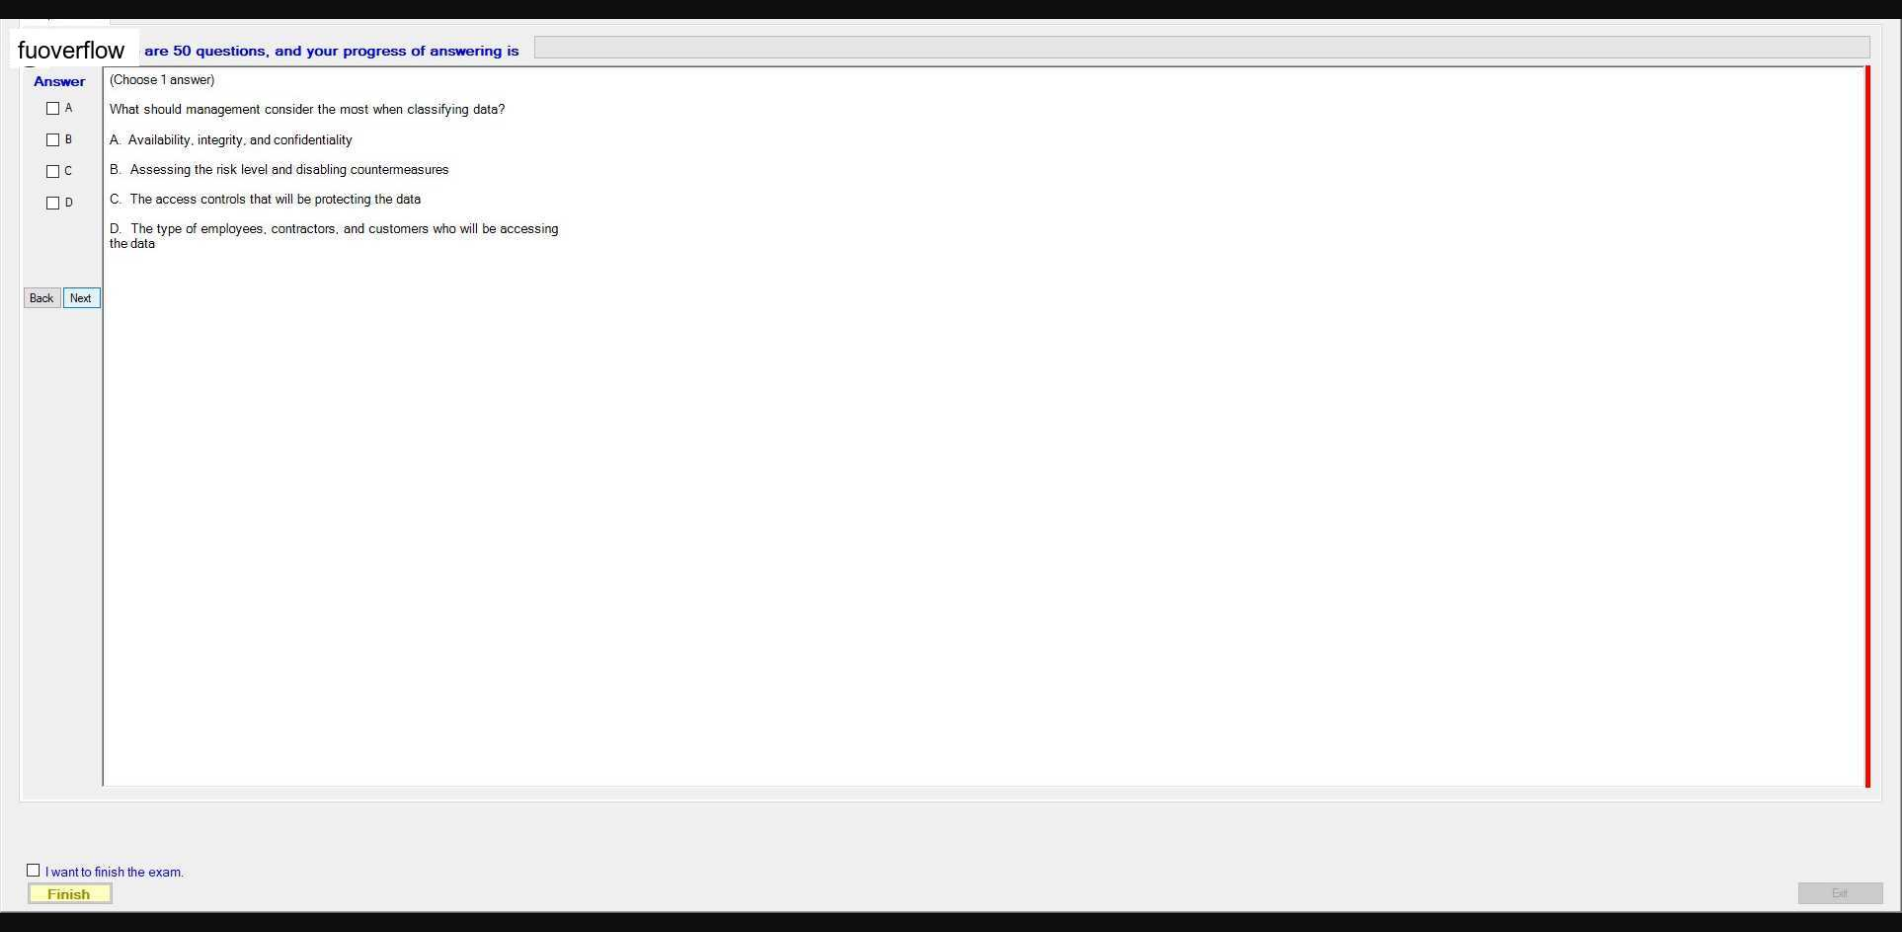 fuoverflow are 50 questions, and your progress of answering is
Answer
(Choose 1 answer)
A
What should management consider the most when classifying data?
B
A. Availability, integrity, and confidentiality
C
B. Assessing the risk level and disabling countermeasures
D
C. The access controls that will be protecting the data
D. The type of employees, contractors, and customers who will be accessing
the data
Back Next
I want to finish the exam.
Finish
Exit